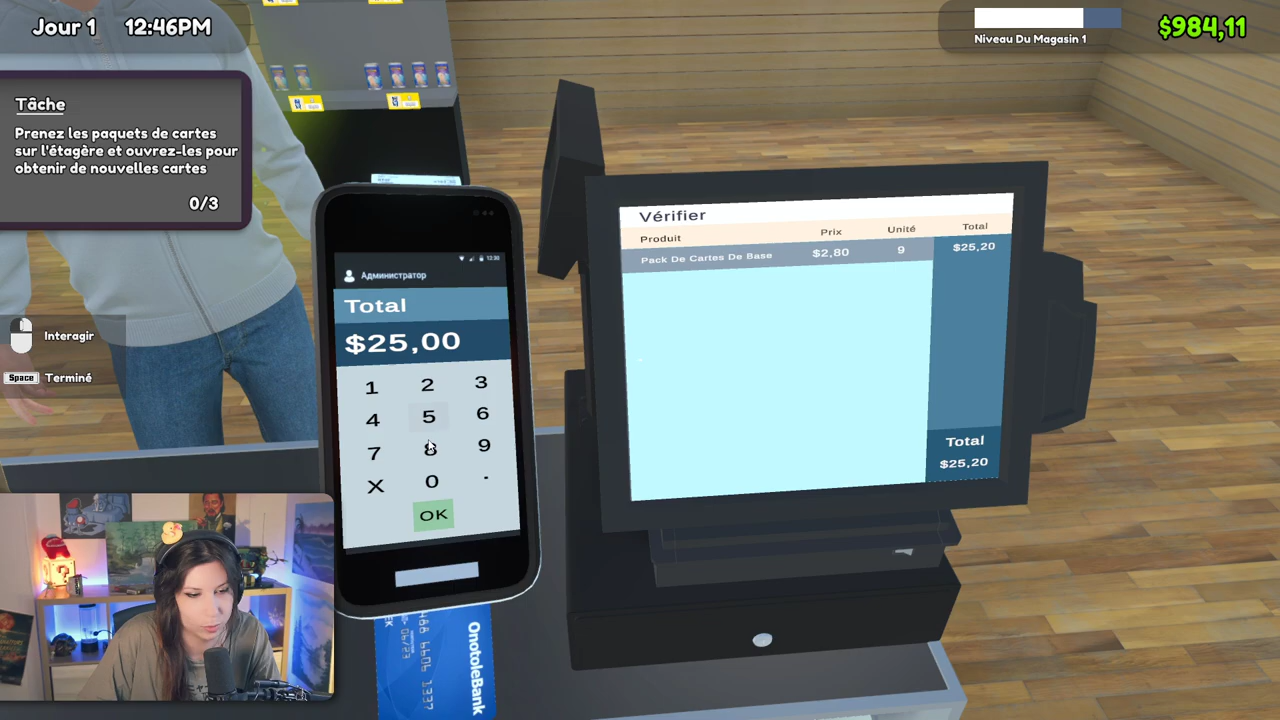 Jour 1 12:46PM
Niveau Du Magasin 1
$984,11
Tâche
Prenez les paquets de cartes
sur l'étagère et ouvrez-les pour
obtenir de nouvelles cartes
0/3
Interagir
Space Terminé
13:30
Администратор
Total
$25,00
1 2 3
4 5 6
7 8 9
X 0 .
OK
Vérifier
Produit Prix Unité Total
Pack De Cartes De Base $2,80 9 $25,20
Total
$25,20
OnotoleBank
?